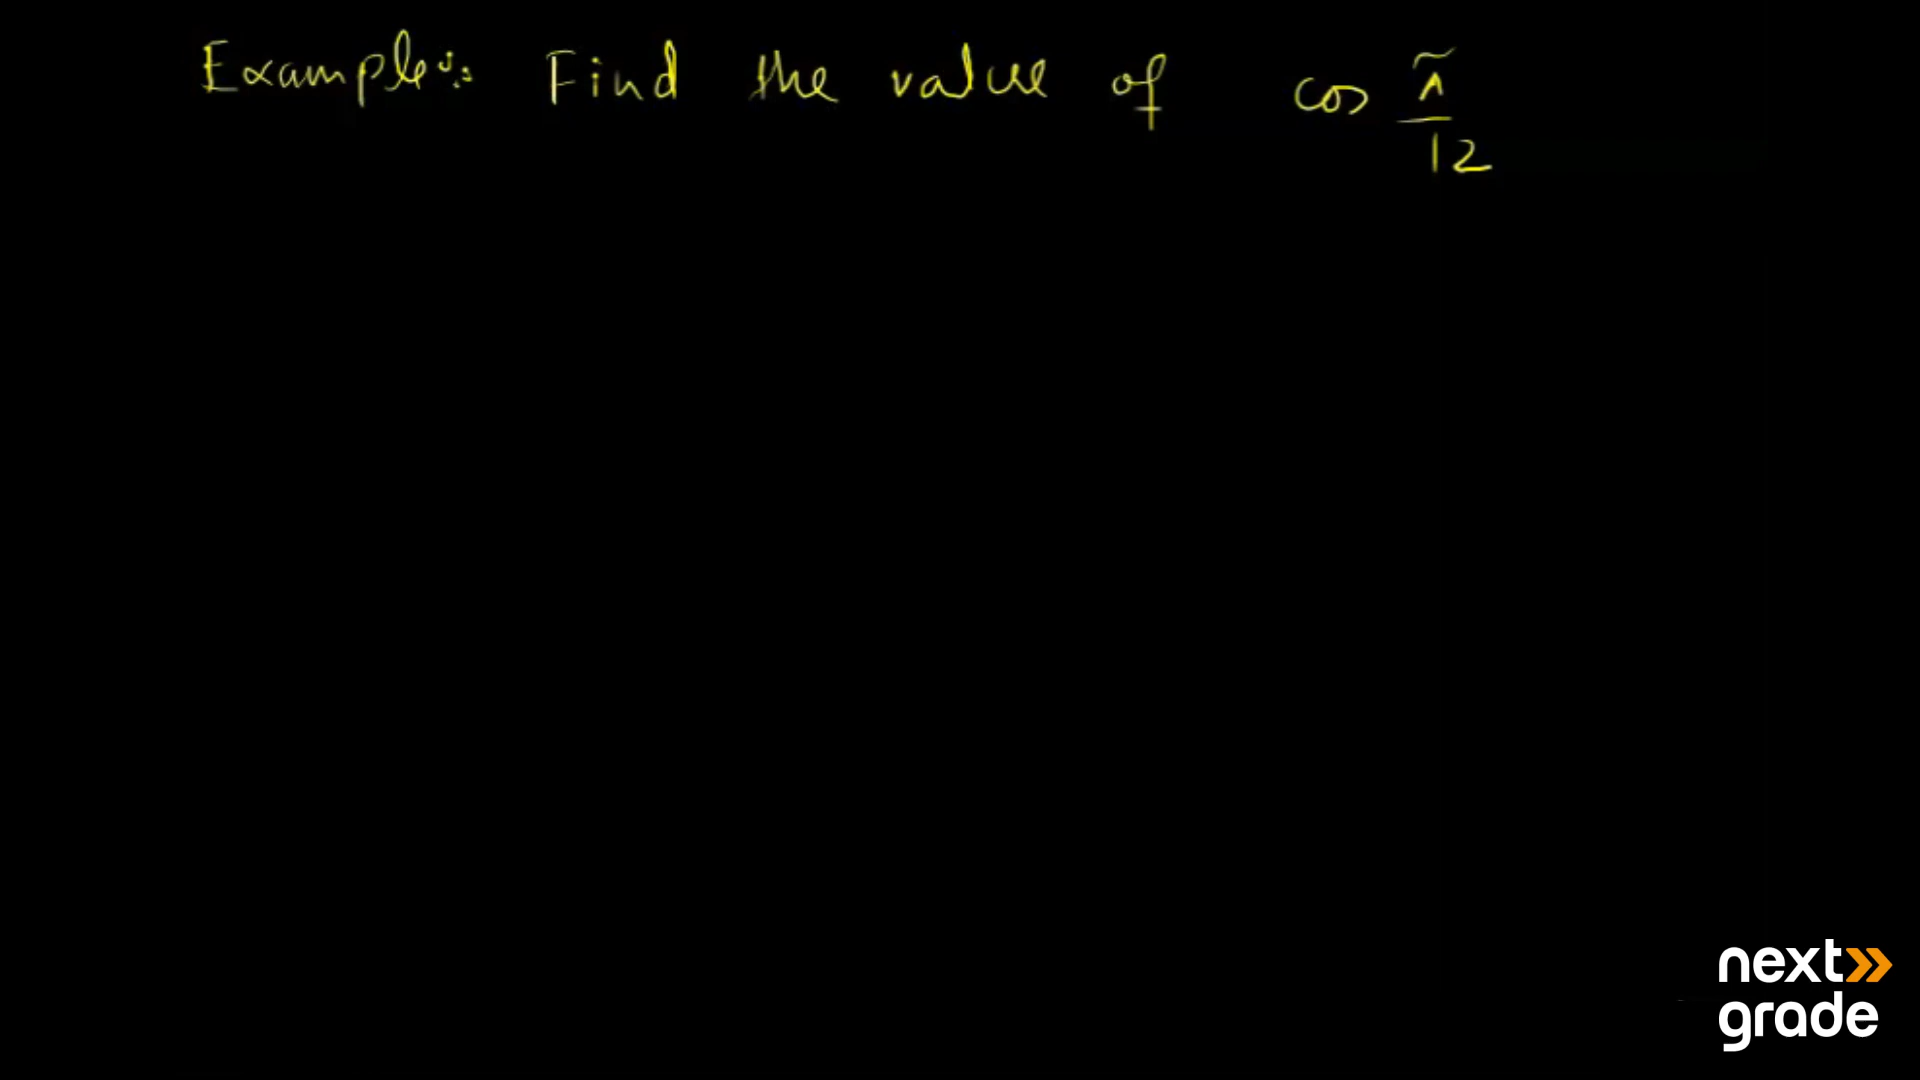 Example:: Find the value of cos π/12
next
grade